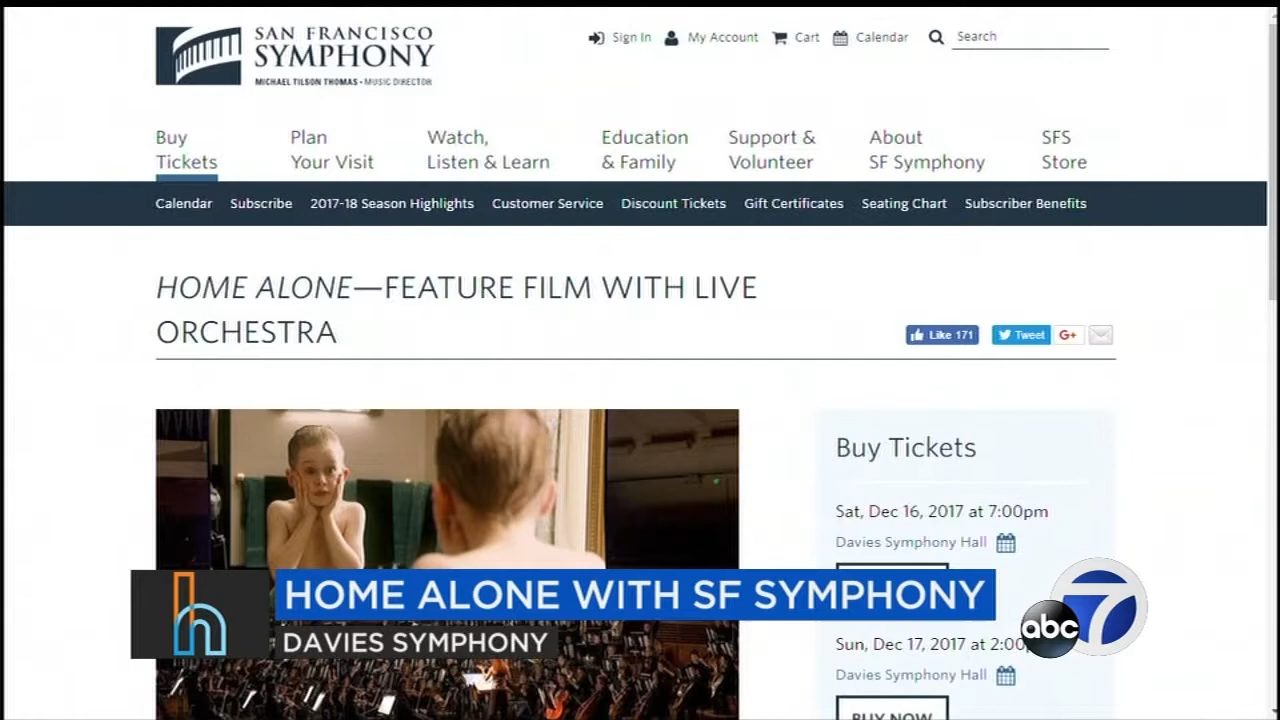 SAN FRANCISCO
SYMPHONY
MICHAEL TILSON THOMAS • MUSIC DIRECTOR
Sign In My Account Cart Calendar Search
Buy Tickets
Plan Your Visit
Watch, Listen & Learn
Education & Family
Support & Volunteer
About SF Symphony
SFS Store
Calendar Subscribe 2017-18 Season Highlights Customer Service Discount Tickets Gift Certificates Seating Chart Subscriber Benefits
HOME ALONE—FEATURE FILM WITH LIVE
ORCHESTRA
Like 171 Tweet G+
Buy Tickets
Sat, Dec 16, 2017 at 7:00pm
Davies Symphony Hall
h HOME ALONE WITH SF SYMPHONY
DAVIES SYMPHONY
abc 7
Sun, Dec 17, 2017 at 2:00
Davies Symphony Hall
BUY NOW